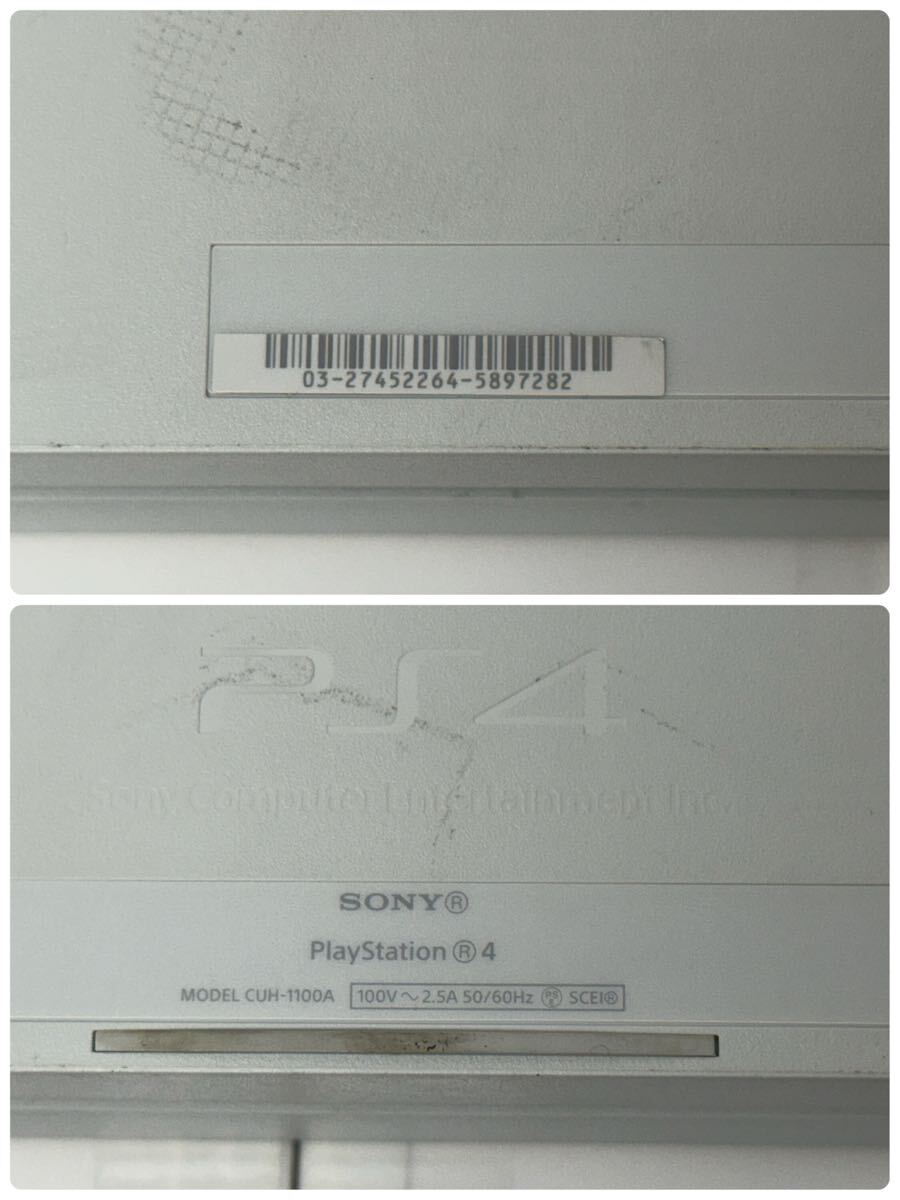 03-27452264-5897282
PS4
Sony Computer Entertainment Inc.
SONY®
PlayStation®4
MODEL CUH-1100A 100V～2.5A 50/60Hz PS E SCEI®